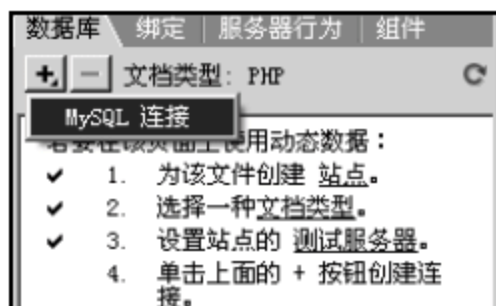 数据库 绑定 服务器行为 组件
文档类型: PHP
MySQL 连接
在该页面上使用动态数据：
✔ 1. 为该文件创建 站点。
✔ 2. 选择一种文档类型。
✔ 3. 设置站点的 测试服务器。
4. 单击上面的 + 按钮创建连
接。